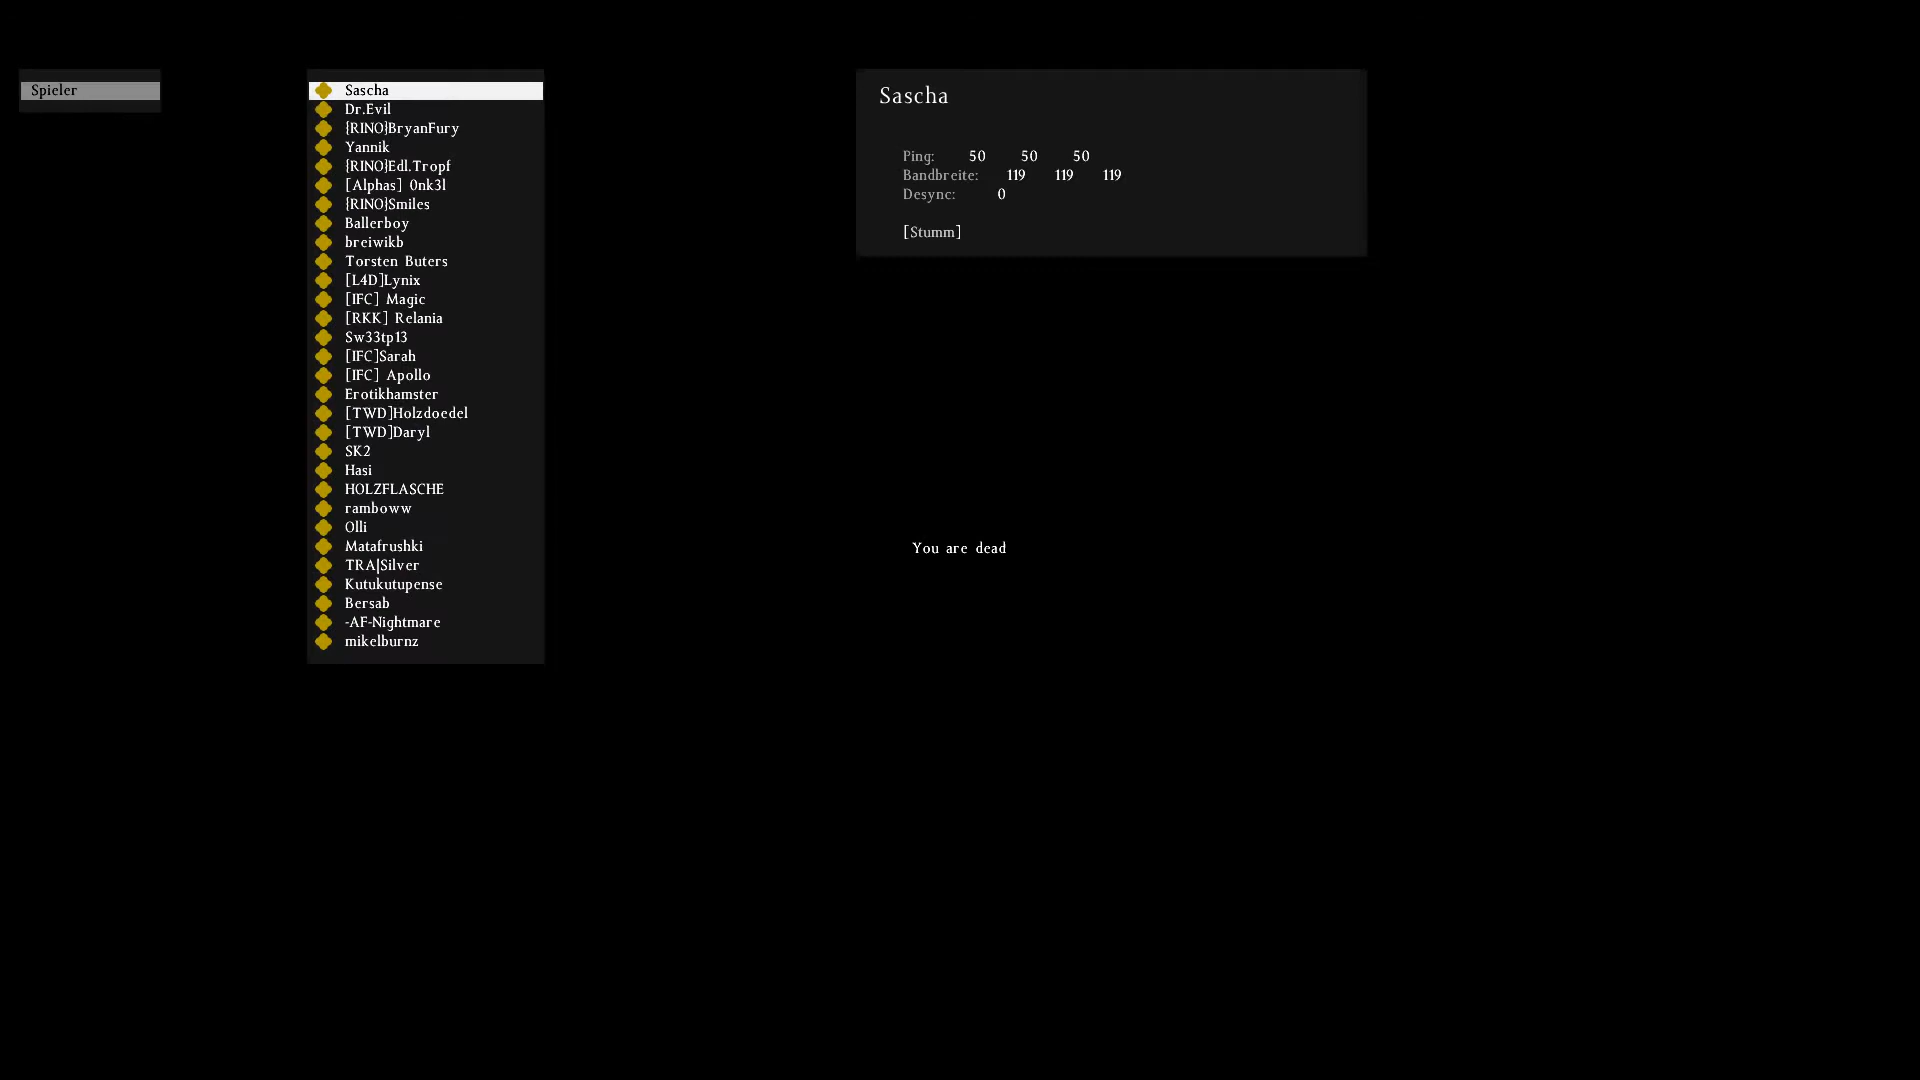 Spieler
Sascha
Dr.Evil
{RINO}BryanFury
Yannik
{RINO}Edl.Tropf
[Alphas] 0nk3l
{RINO}Smiles
Ballerboy
breiwikb
Torsten Buters
[L4D]Lynix
[IFC] Magic
[RKK] Relania
Sw33tp13
[IFC]Sarah
[IFC] Apollo
Erotikhamster
[TWD]Holzdoedel
[TWD]Daryl
SK2
Hasi
HOLZFLASCHE
ramboww
Olli
Matafrushki
TRA|Silver
Kutukutupense
Bersab
-AF-Nightmare
mikelburnz
Sascha
Ping: 50 50 50
Bandbreite: 119 119 119
Desync: 0
[Stumm]
You are dead